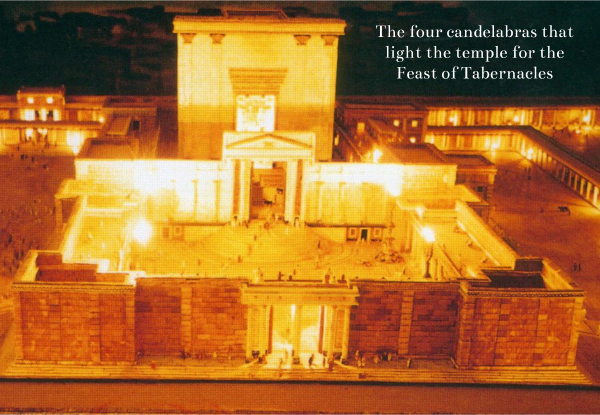 The four candelabras that
light the temple for the
Feast of Tabernacles